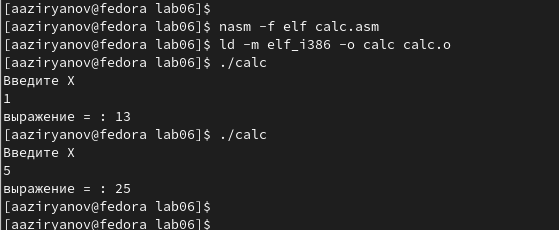 [aaziryanov@fedora lab06]$
[aaziryanov@fedora lab06]$ nasm -f elf calc.asm
[aaziryanov@fedora lab06]$ ld -m elf_i386 -o calc calc.o
[aaziryanov@fedora lab06]$ ./calc
Введите X
1
выражение = : 13
[aaziryanov@fedora lab06]$ ./calc
Введите X
5
выражение = : 25
[aaziryanov@fedora lab06]$
[aaziryanov@fedora lab06]$